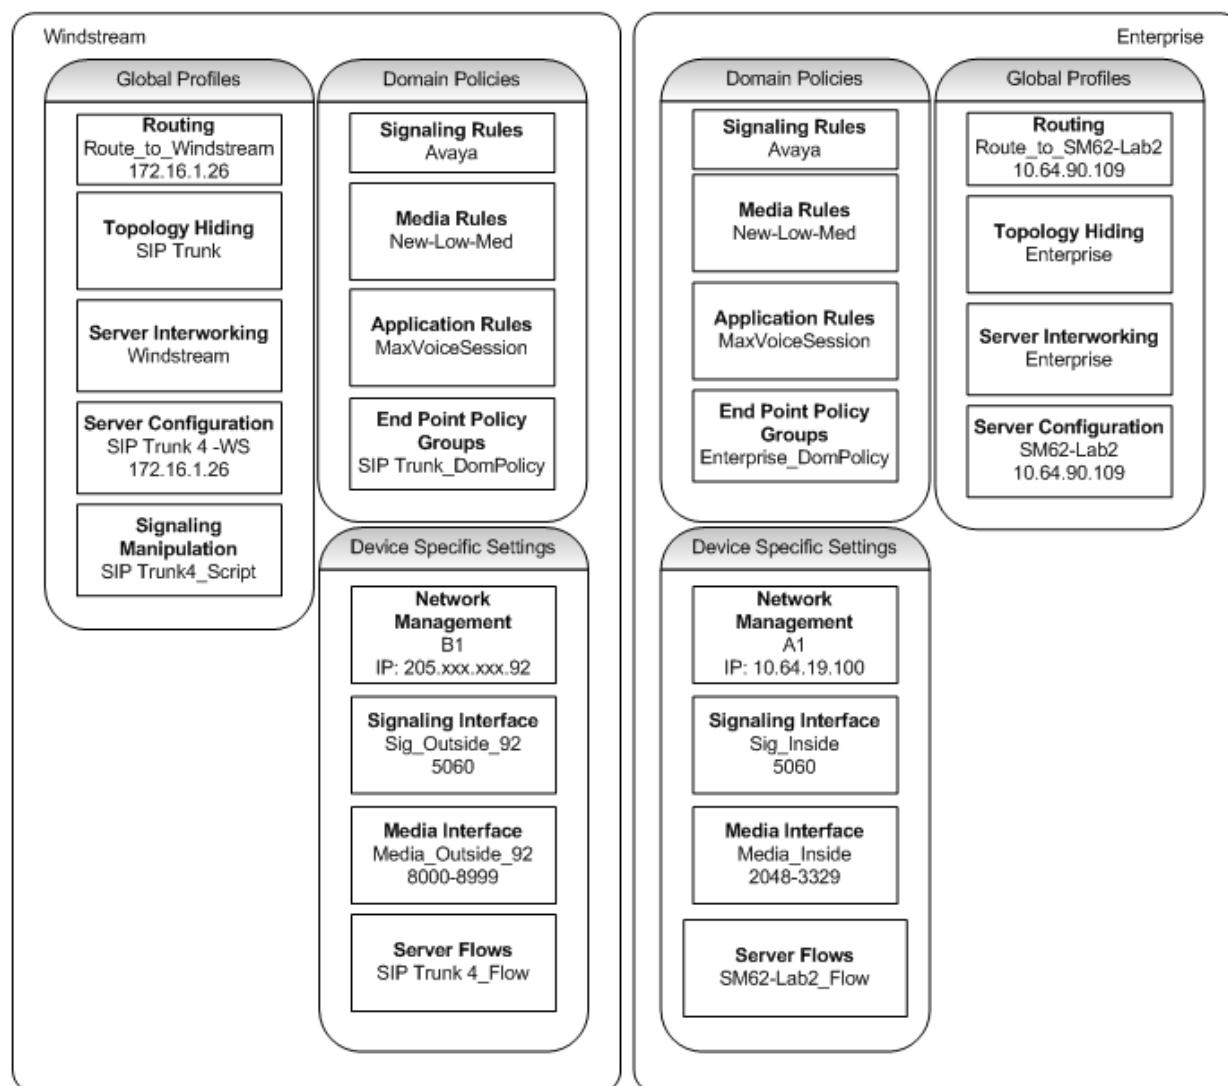 Windstream
Global Profiles
Routing
Route_to_Windstream
172.16.1.26
Topology Hiding
SIP Trunk
Server Interworking
Windstream
Server Configuration
SIP Trunk 4 -WS
172.16.1.26
Signaling
Manipulation
SIP Trunk4_Script
Domain Policies
Signaling Rules
Avaya
Media Rules
New-Low-Med
Application Rules
MaxVoiceSession
End Point Policy
Groups
SIP Trunk_DomPolicy
Device Specific Settings
Network
Management
B1
IP: 205.xxx.xxx.92
Signaling Interface
Sig_Outside_92
5060
Media Interface
Media_Outside_92
8000-8999
Server Flows
SIP Trunk 4_Flow
Enterprise
Domain Policies
Signaling Rules
Avaya
Media Rules
New-Low-Med
Application Rules
MaxVoiceSession
End Point Policy
Groups
Enterprise_DomPolicy
Global Profiles
Routing
Route_to_SM62-Lab2
10.64.90.109
Topology Hiding
Enterprise
Server Interworking
Enterprise
Server Configuration
SM62-Lab2
10.64.90.109
Device Specific Settings
Network
Management
A1
IP: 10.64.19.100
Signaling Interface
Sig_Inside
5060
Media Interface
Media_Inside
2048-3329
Server Flows
SM62-Lab2_Flow